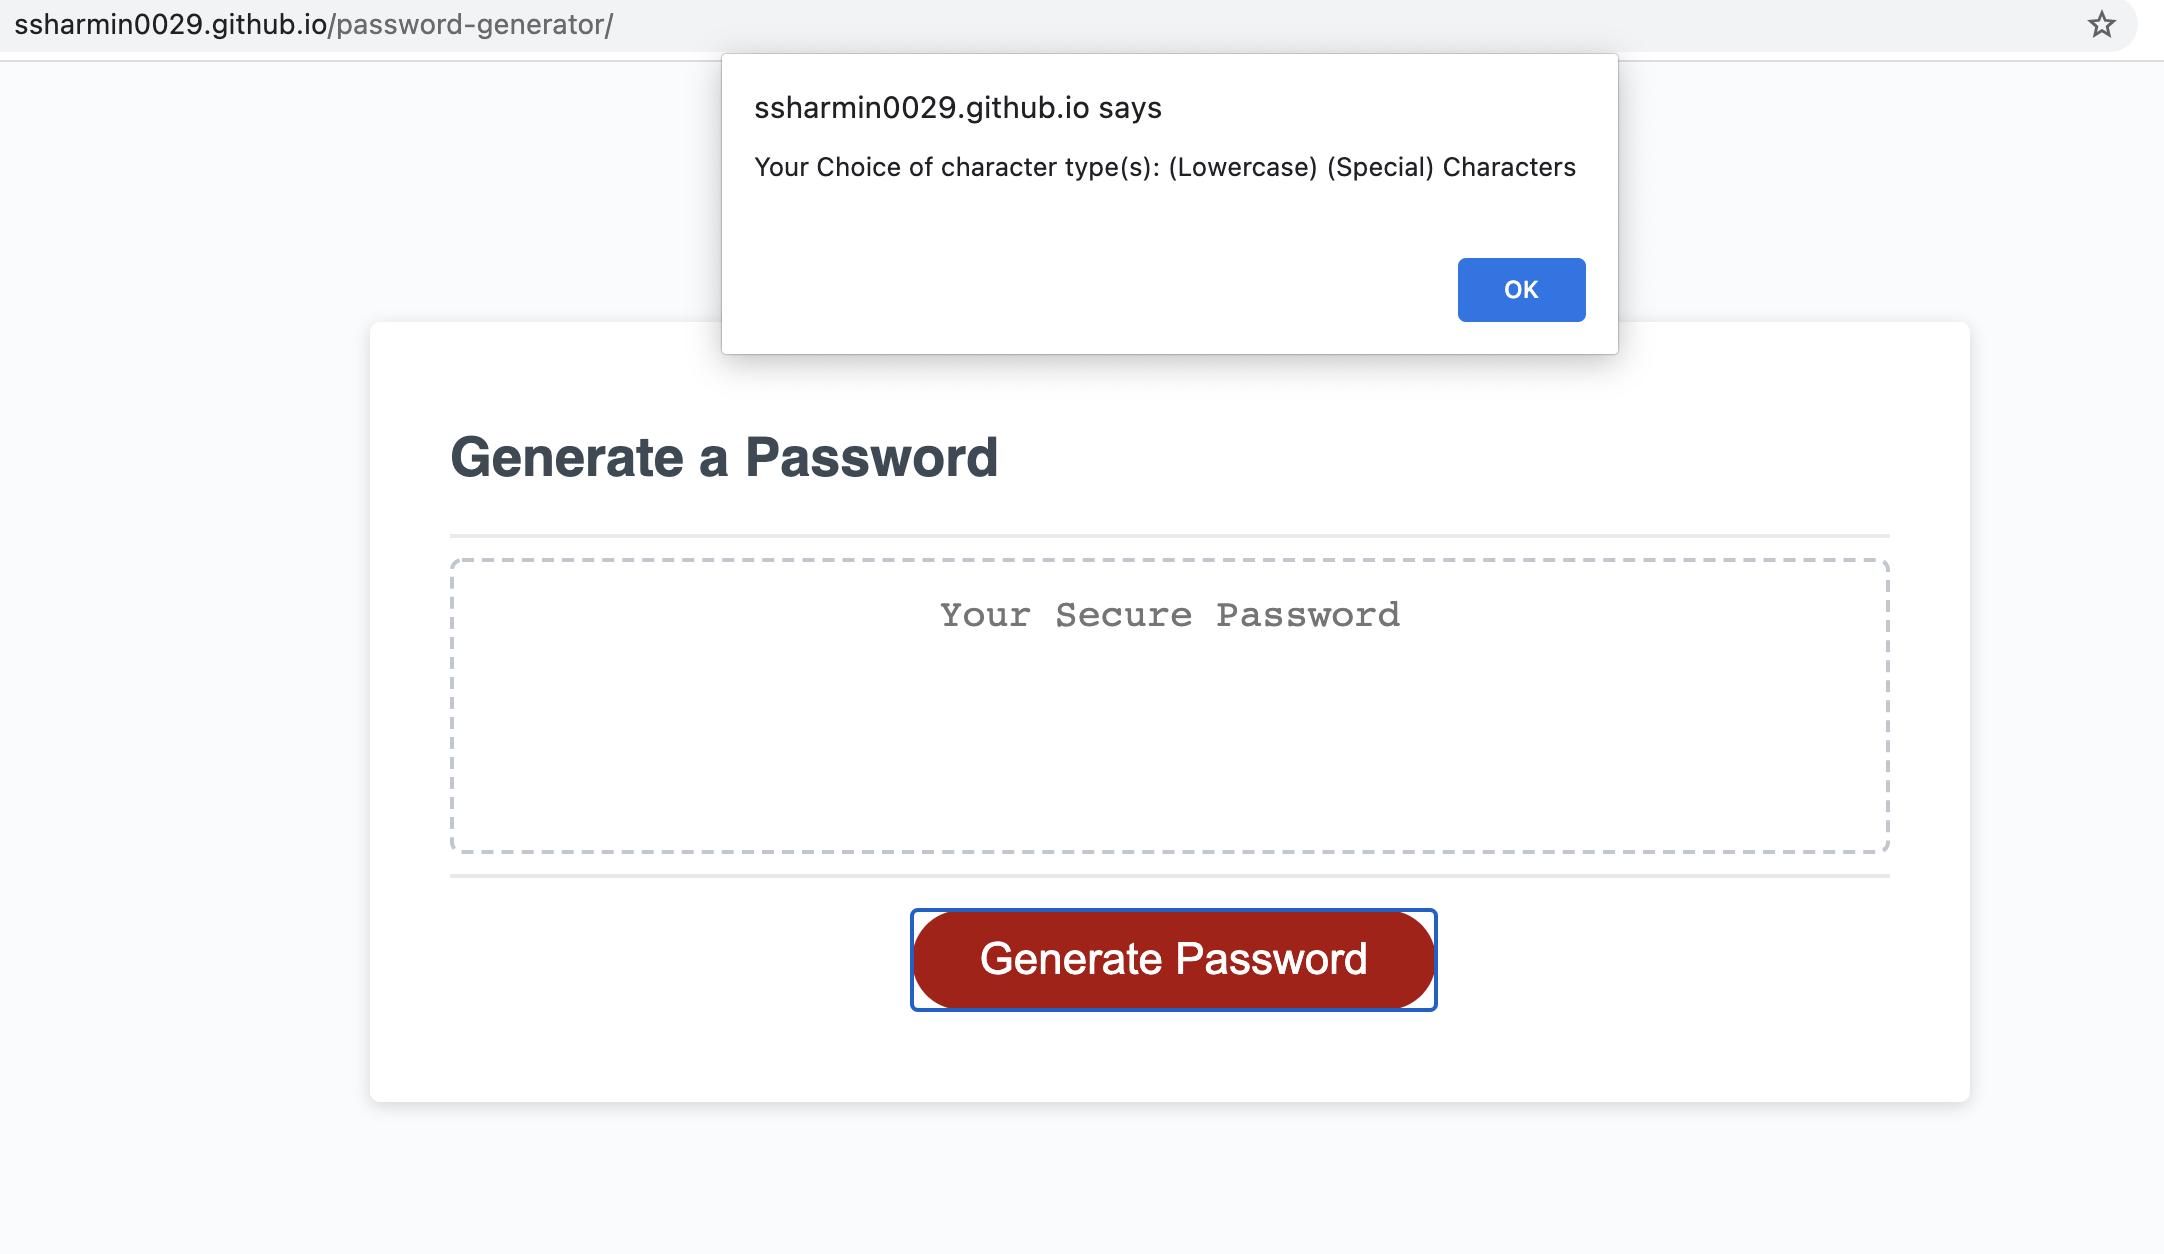 ssharmin0029.github.io/password-generator/
ssharmin0029.github.io says
Your Choice of character type(s): (Lowercase) (Special) Characters
OK
Generate a Password
Your Secure Password
Generate Password